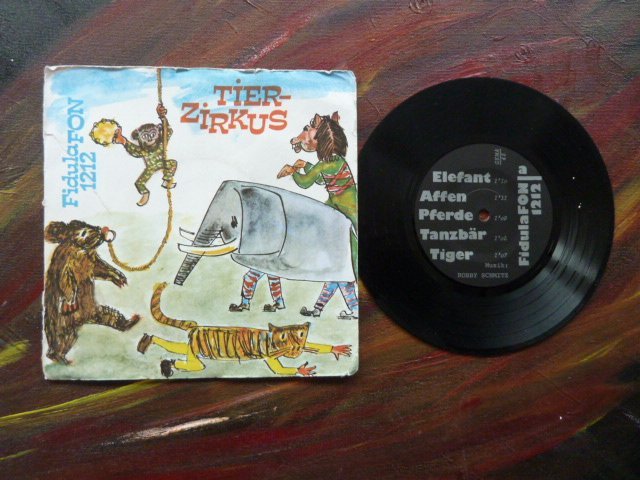 FidulaFON
1212
TiER-
ZiRKUS
Elefant
Affen
Pferde
Tanzbär
Tiger
Musik:
BOBBY SCHMITZ
FidulaFON
1212